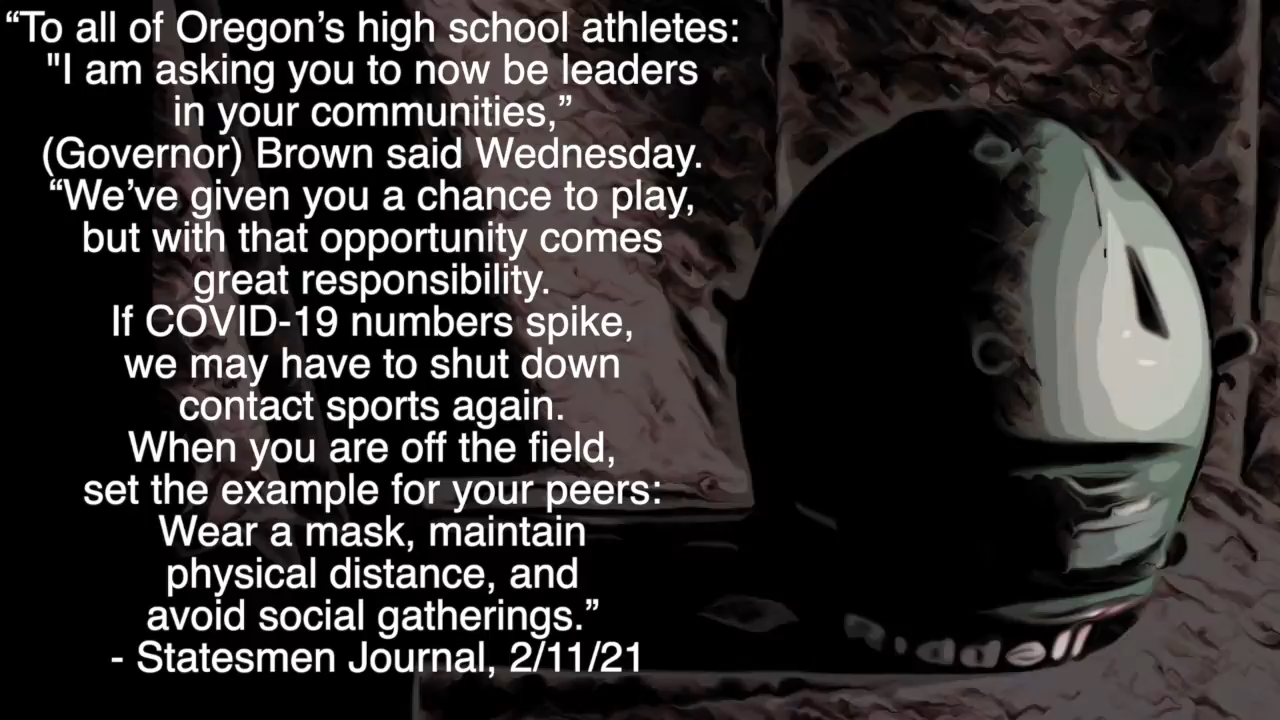 “To all of Oregon’s high school athletes:
"I am asking you to now be leaders
in your communities,”
(Governor) Brown said Wednesday.
“We’ve given you a chance to play,
but with that opportunity comes
great responsibility.
If COVID-19 numbers spike,
we may have to shut down
contact sports again.
When you are off the field,
set the example for your peers:
Wear a mask, maintain
physical distance, and
avoid social gatherings.”
- Statesmen Journal, 2/11/21
Riddell